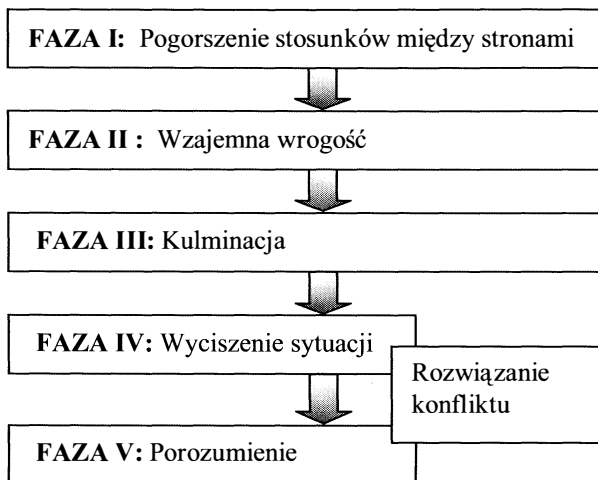 FAZA I: Pogorszenie stosunków między stronami
FAZA II : Wzajemna wrogość
FAZA III: Kulminacja
FAZA IV: Wyciszenie sytuacji
Rozwiązanie
konfliktu
FAZA V: Porozumienie